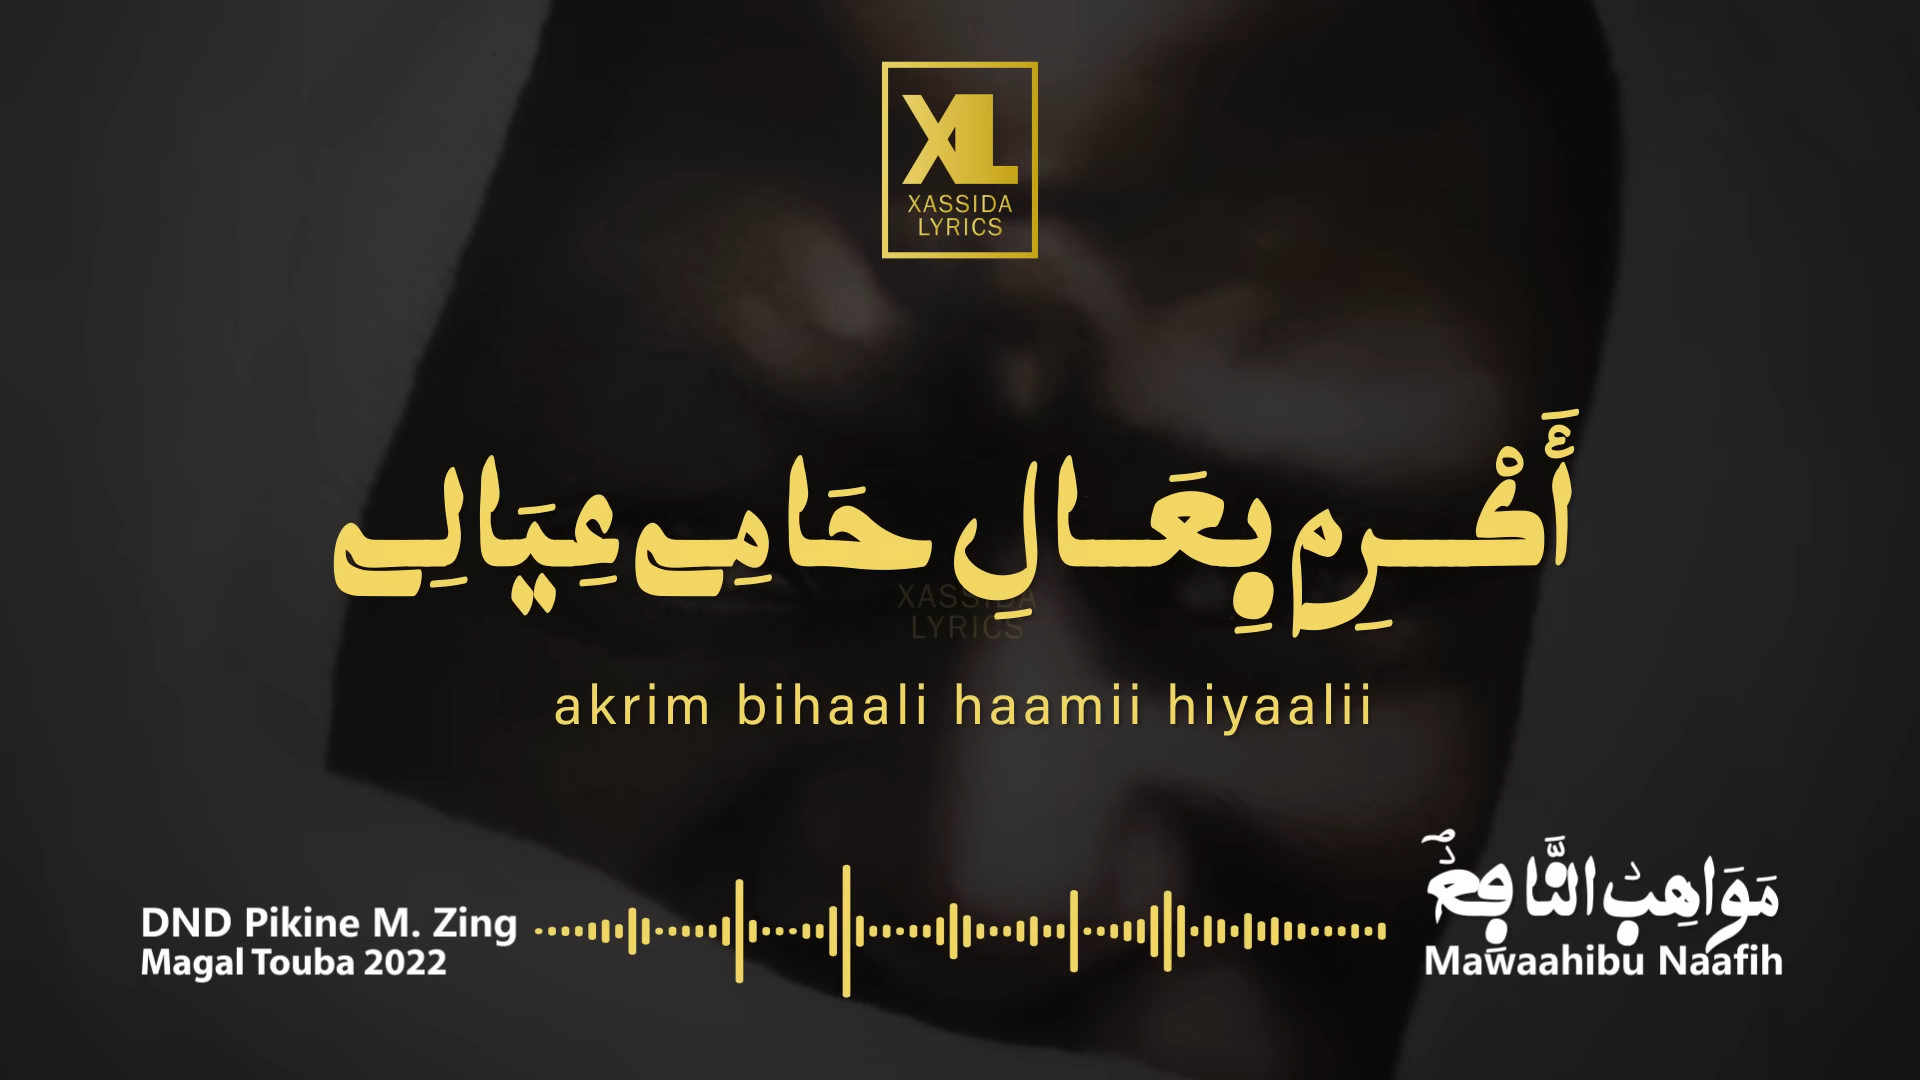 XL
XASSIDA
LYRICS
أَكْرِم بِعَالِ حَامِے عِيَالِے
XASSIDA
LYRICS
akrim bihaali haamii hiyaalii
DND Pikine M. Zing
Magal Touba 2022
مَوَاهِبُ النَّافِعْ
Mawaahibu Naafih